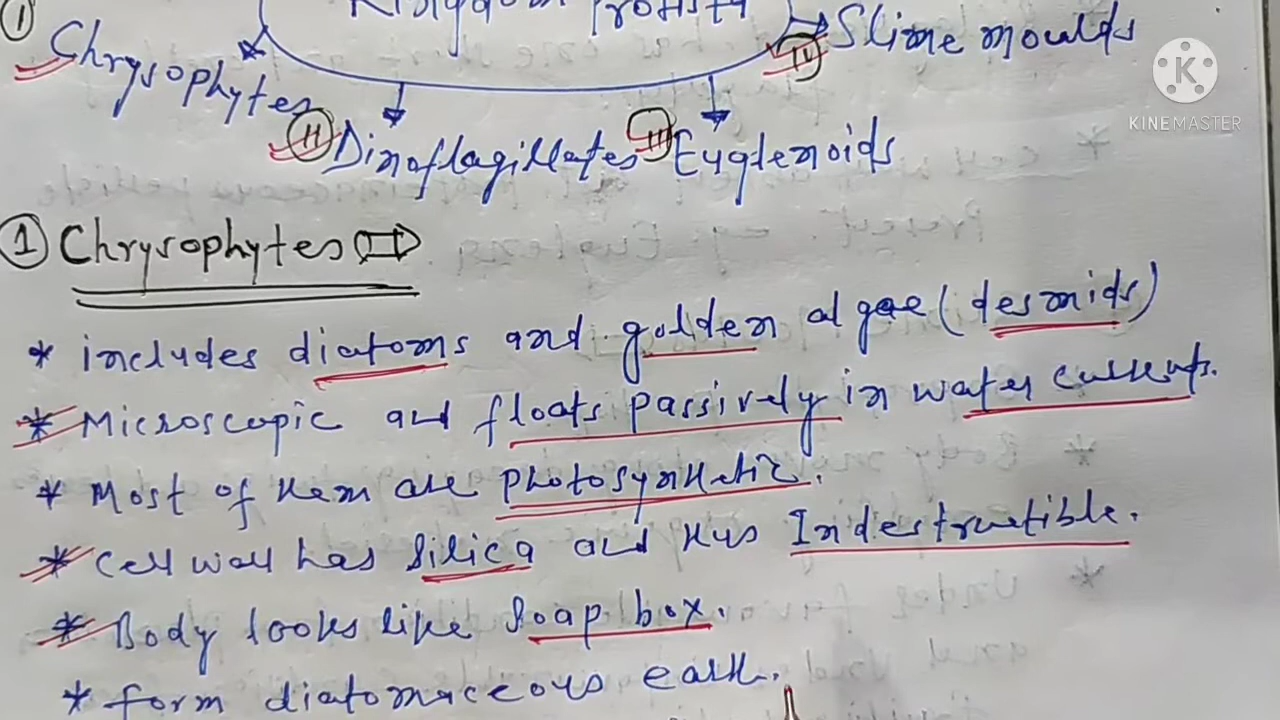 I
Kingdom Protista
Chrysophytes
IV Slime moulds
KINEMASTER
II Dinoflagillates
III Euglenoids
1 Chrysophytes
* includes diatoms and golden algae (desmids)
* Microscopic and floats passively in water currents.
* Most of them are photosynthetic.
* Cell wall has silica and thus Indestructible.
* Body looks like Soap box.
* form diatomaceous earth.